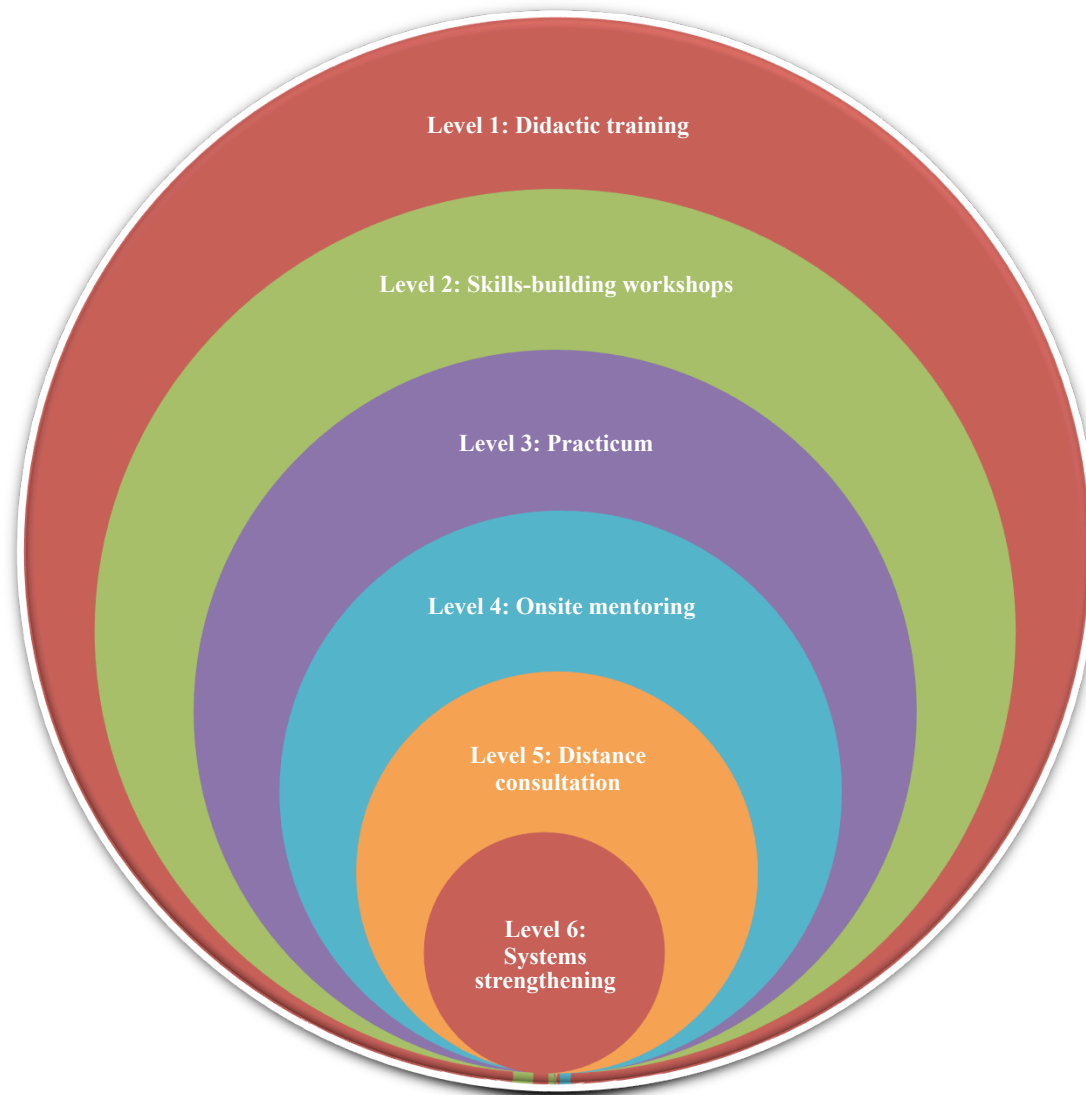 Level 1: Didactic training
Level 2: Skills-building workshops
Level 3: Practicum
Level 4: Onsite mentoring
Level 5: Distance
consultation
Level 6:
Systems
strengthening